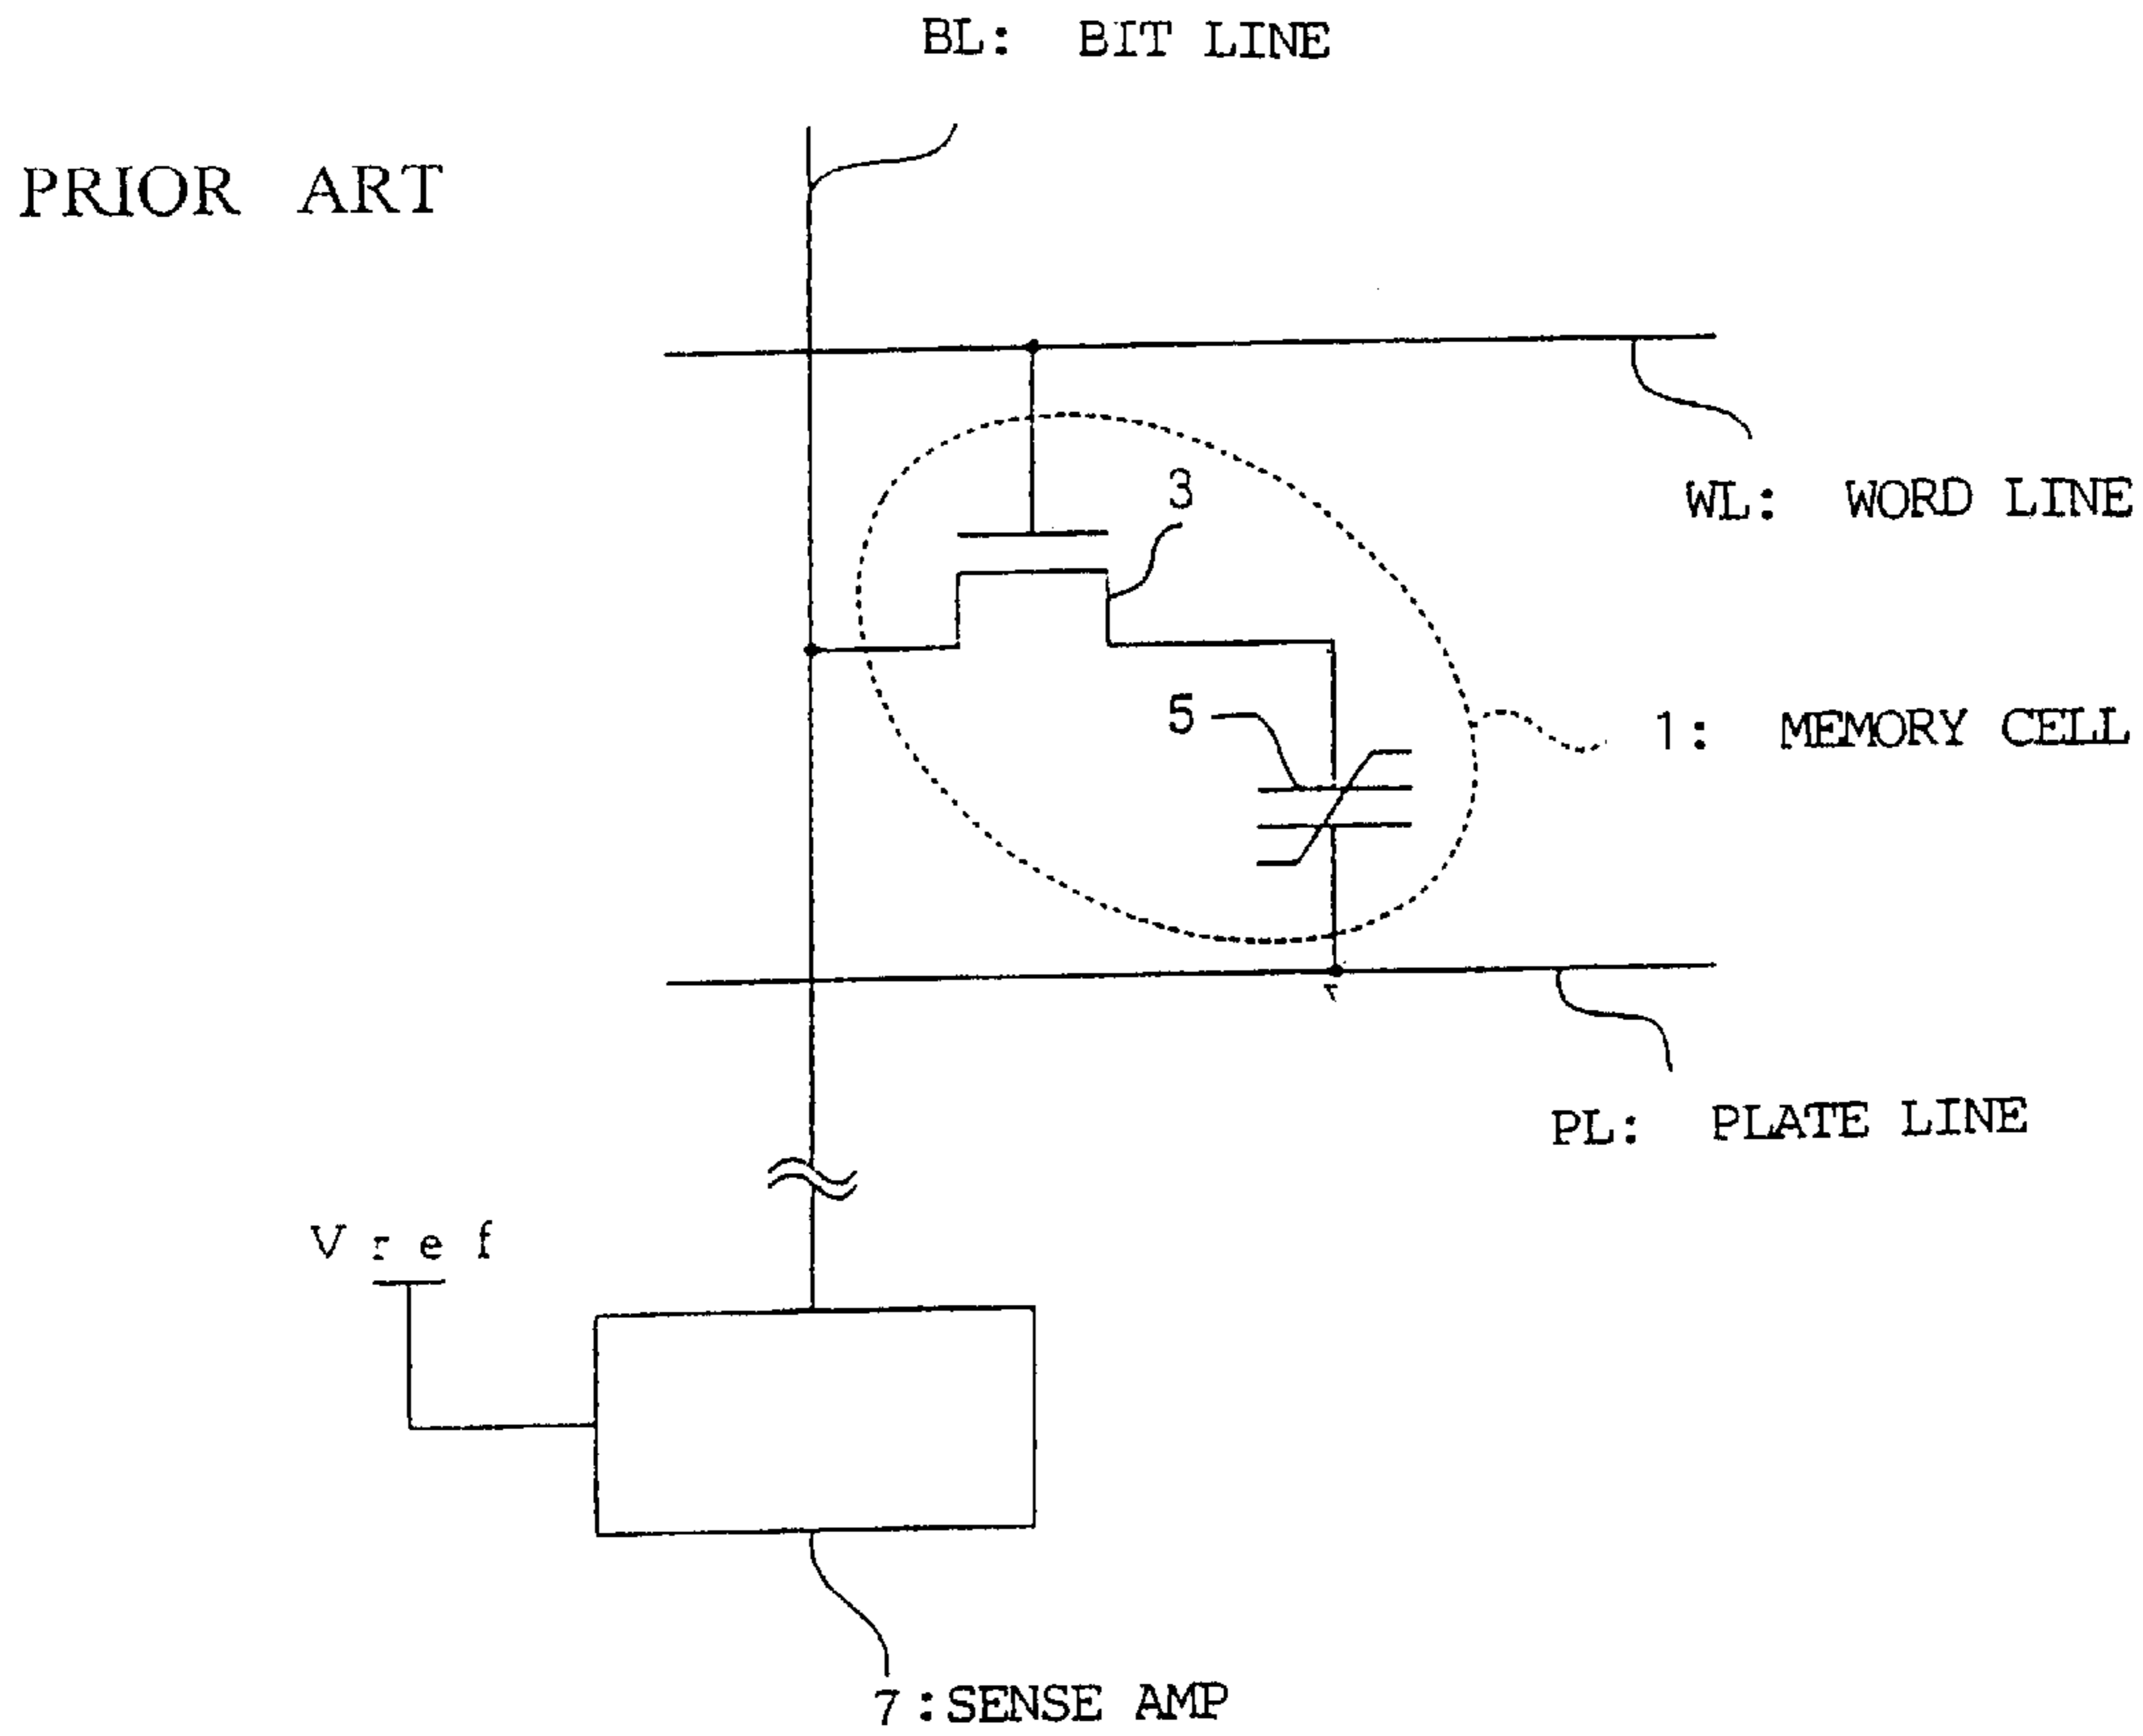 BL: BIT LINE
PRIOR ART
3
WL: WORD LINE
5
1: MEMORY CELL
PL: PLATE LINE
Vref
7:SENSE AMP